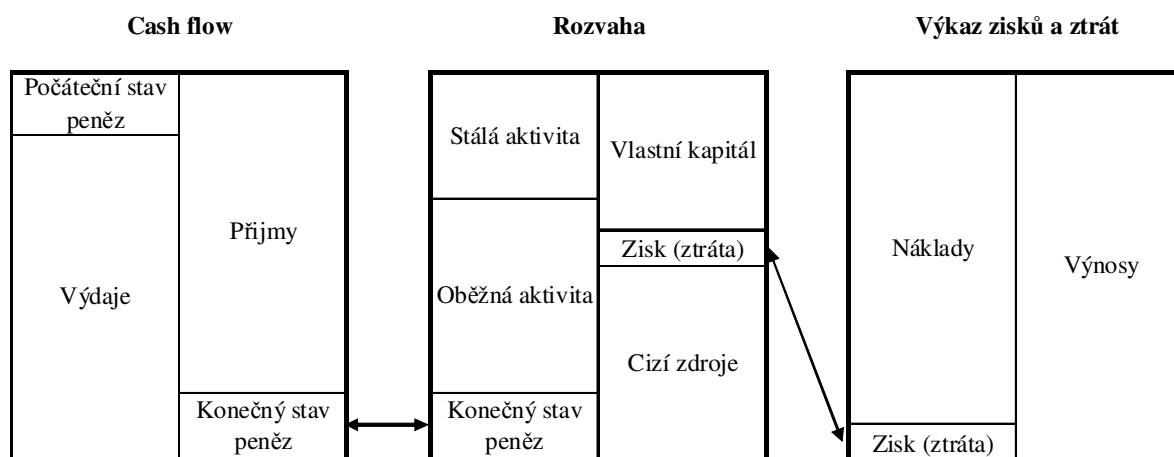 Cash flow
Rozvaha
Výkaz zisků a ztrát
Počáteční stav
peněz
Výdaje
Přijmy
Konečný stav
peněz
Stálá aktivita
Oběžná aktivita
Konečný stav
peněz
Vlastní kapitál
Zisk (ztráta)
Cizí zdroje
Náklady
Zisk (ztráta)
Výnosy